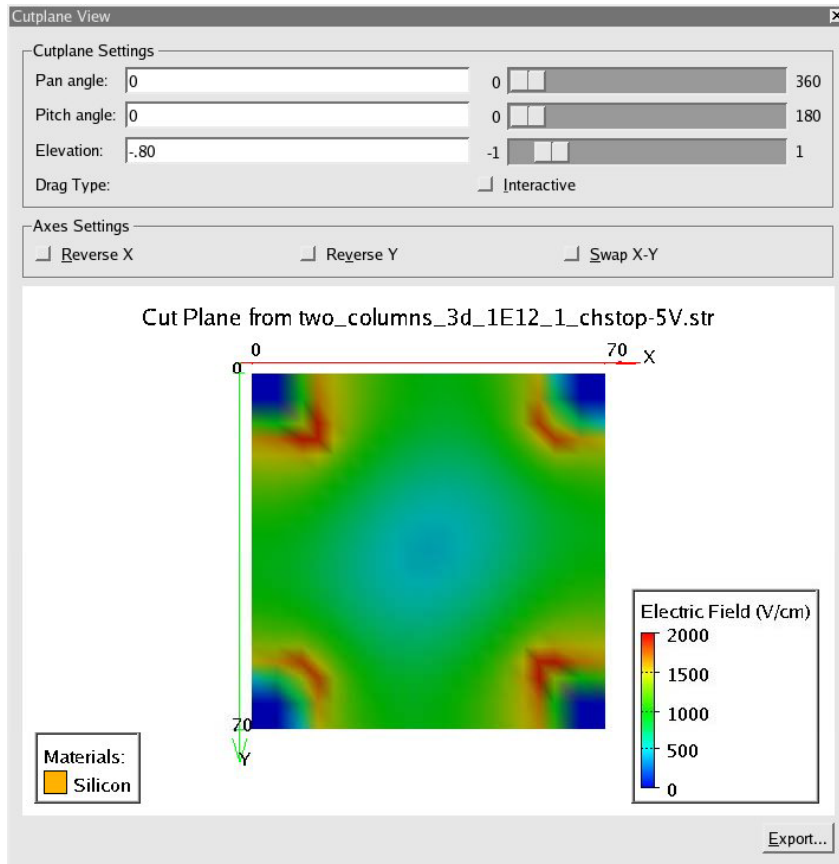 Cutplane View
Cutplane Settings
Pan angle: 0 0 360
Pitch angle: 0 0 180
Elevation: -.80 -1 1
Drag Type: Interactive
Axes Settings
Reverse X Reverse Y Swap X-Y
Cut Plane from two_columns_3d_1E12_1_chstop-5V.str
0 70 X
0
70
Y
Electric Field (V/cm)
2000
1500
1000
500
0
Materials:
Silicon
Export...